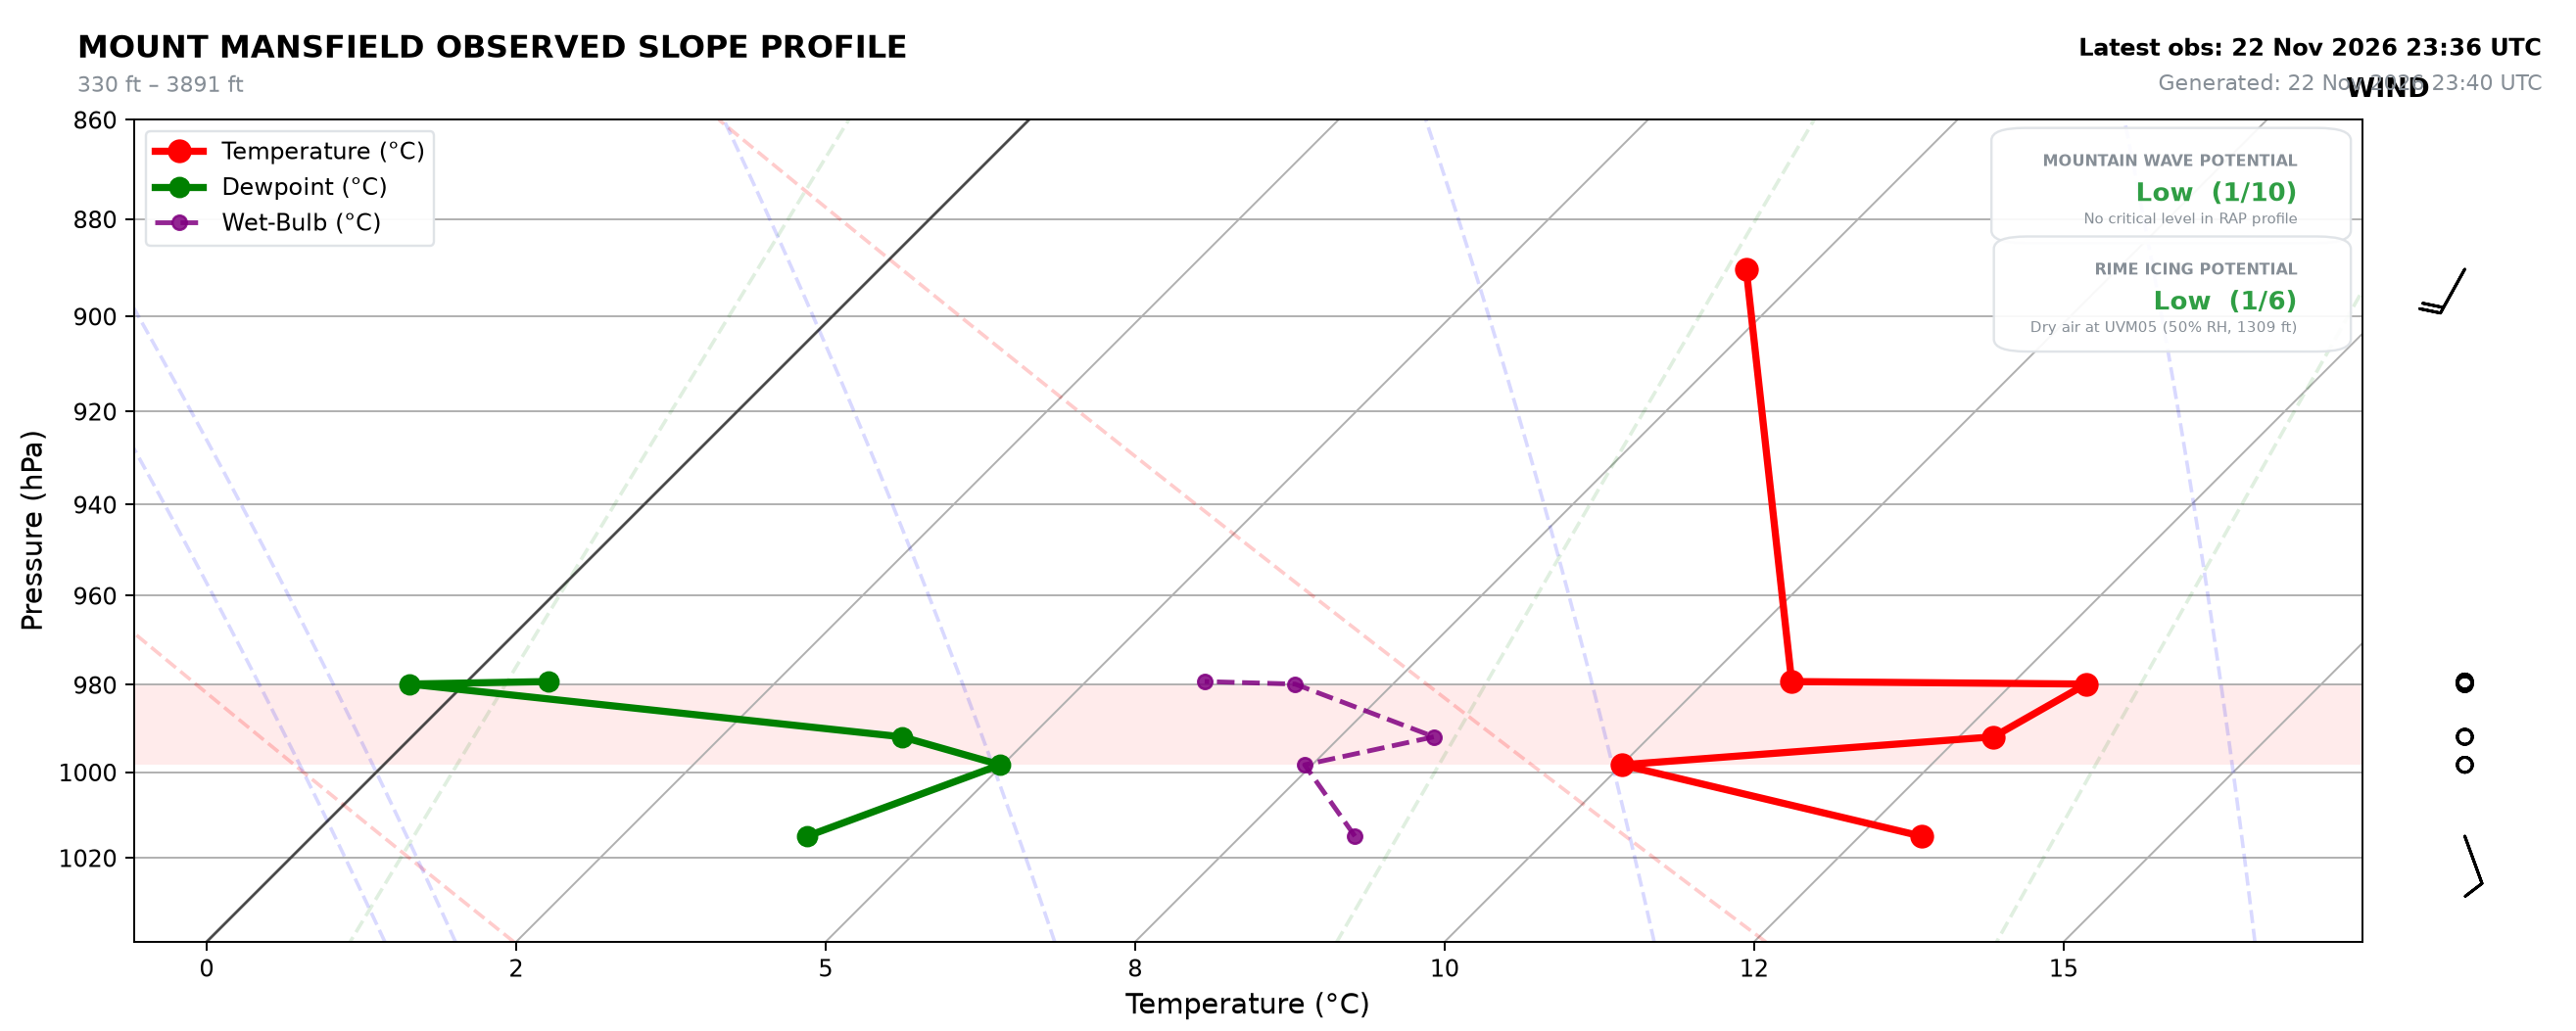 MOUNT MANSFIELD OBSERVED SLOPE PROFILE
330 ft – 3891 ft
Latest obs: 22 Nov 2026 23:36 UTC
Generated: 22 Nov 2026 23:40 UTC
WIND
Temperature (°C)
Dewpoint (°C)
Wet-Bulb (°C)
MOUNTAIN WAVE POTENTIAL
Low (1/10)
No critical level in RAP profile
RIME ICING POTENTIAL
Low (1/6)
Dry air at UVM05 (50% RH, 1309 ft)
Pressure (hPa)
860
880
900
920
940
960
980
1000
1020
0 2 5 8 10 12 15
Temperature (°C)